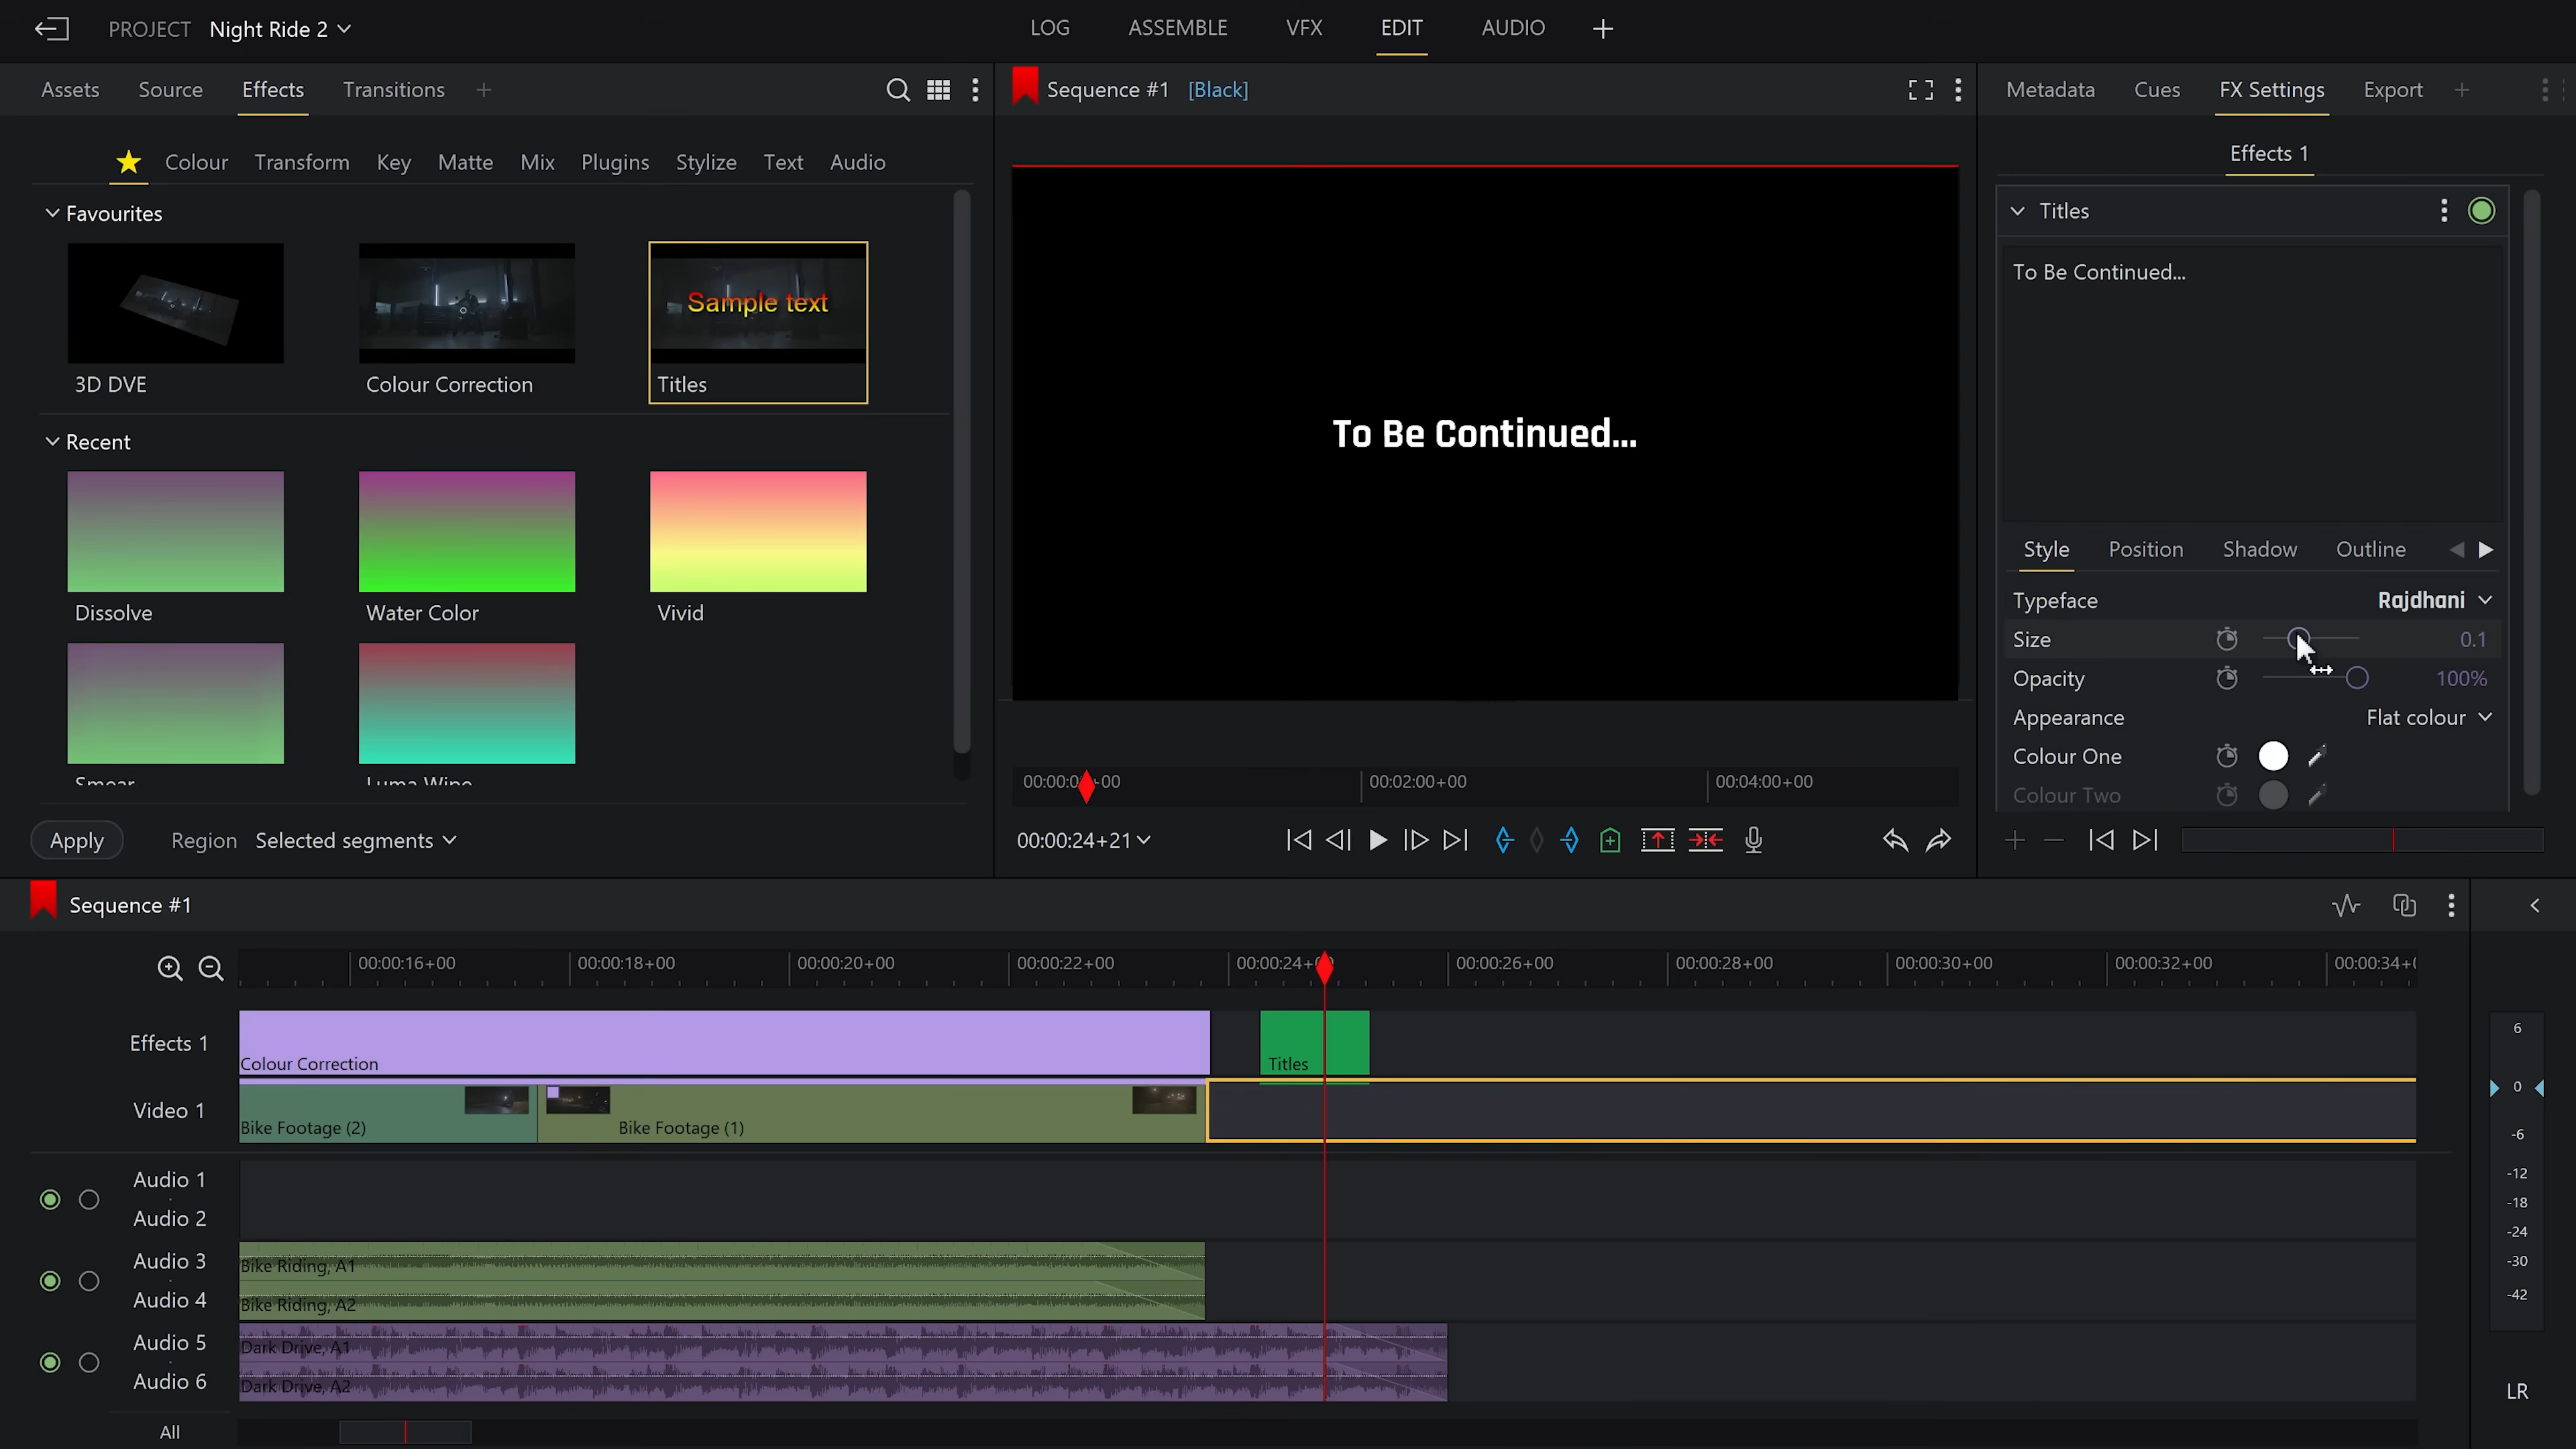 PROJECT Night Ride 2
LOG ASSEMBLE VFX EDIT AUDIO +
Assets Source Effects Transitions +
Sequence #1 [Black]
Metadata Cues FX Settings Export +
Colour Transform Key Matte Mix Plugins Stylize Text Audio
Favourites
Sample text
3D DVE Colour Correction Titles
Recent
Dissolve Water Color Vivid
Apply Region Selected segments
To Be Continued...
00:02:00+00 00:04:00+00
00:00:24+21
Effects 1
Titles
To Be Continued...
Style Position Shadow Outline
Typeface Rajdhani
Size 0.1
Opacity 100%
Appearance Flat colour
Colour One
Colour Two
Sequence #1
00:00:16+00 00:00:18+00 00:00:20+00 00:00:22+00 00:00:24+ 00:00:26+00 00:00:28+00 00:00:30+00 00:00:32+00 00:00:34+
Effects 1
Colour Correction Titles
Video 1
Bike Footage (2) Bike Footage (1)
Audio 1
Audio 2
Audio 3 Bike Riding, A1
Audio 4 Bike Riding, A2
Audio 5 Dark Drive, A1
Audio 6 Dark Drive, A2
All
6
0
-6
-12
-18
-24
-30
-42
LR